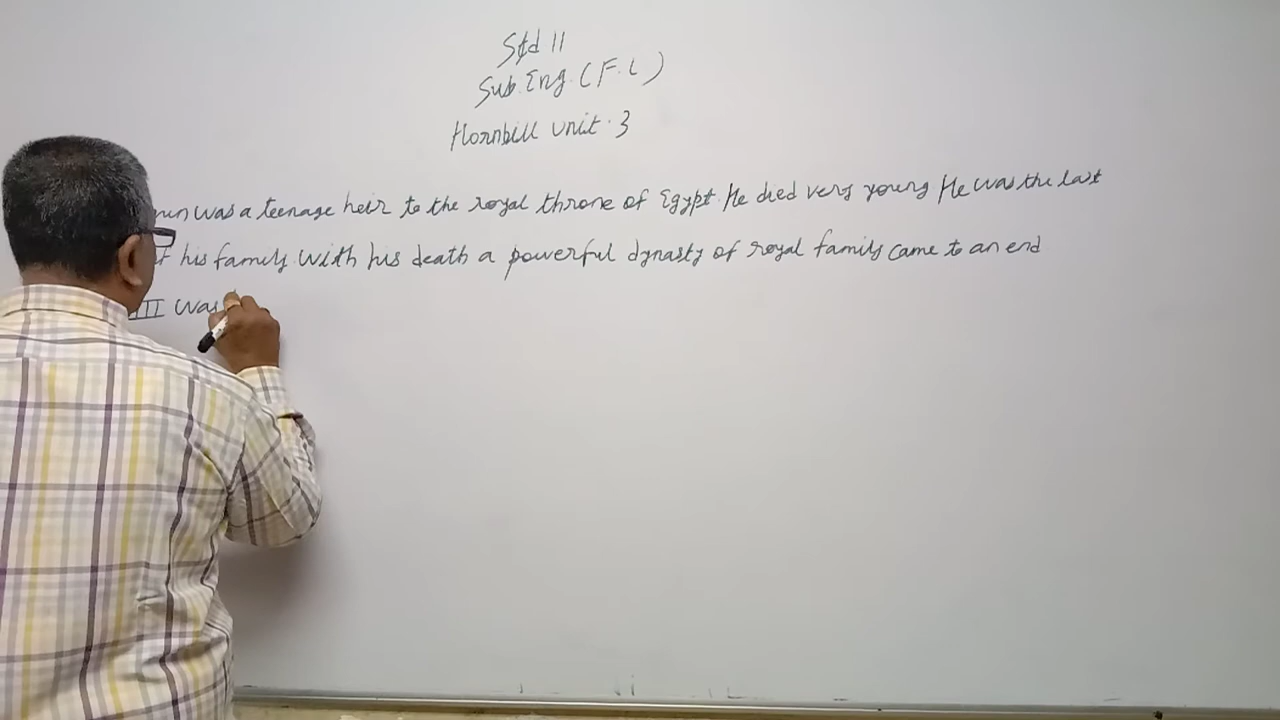 Std 11
Sub. Eng. (F.L)
Hornbill unit. 3
was a teenage heir to the royal throne of Egypt. He died very young He was the last
his family with his death a powerful dynasty of royal family came to an end
III was